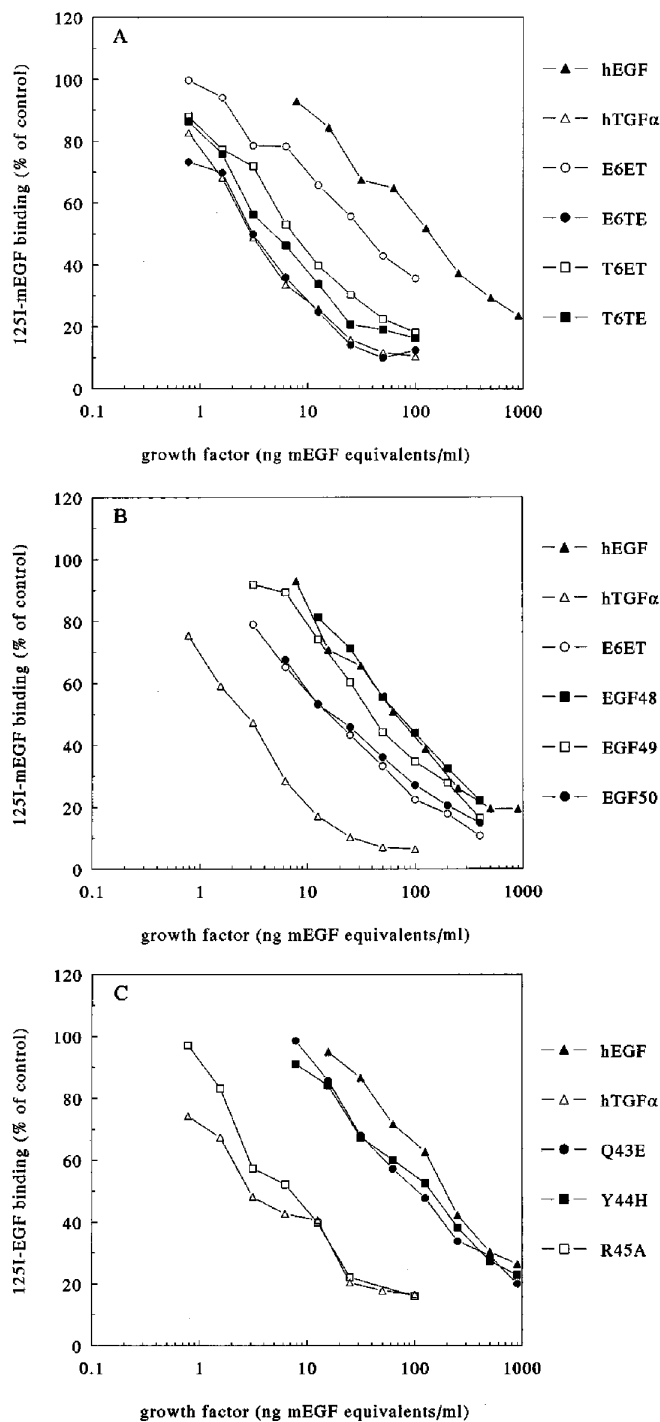 A
125I-mEGF binding (% of control)
120
100
80
60
40
20
0
0.1
1
10
100
1000
growth factor (ng mEGF equivalents/ml)
hEGF
hTGFα
E6ET
E6TE
T6ET
T6TE
B
125I-mEGF binding (% of control)
120
100
80
60
40
20
0
0.1
1
10
100
1000
growth factor (ng mEGF equivalents/ml)
hEGF
hTGFα
E6ET
EGF48
EGF49
EGF50
C
125I-EGF binding (% of control)
120
100
80
60
40
20
0
0.1
1
10
100
1000
growth factor (ng mEGF equivalents/ml)
hEGF
hTGFα
Q43E
Y44H
R45A